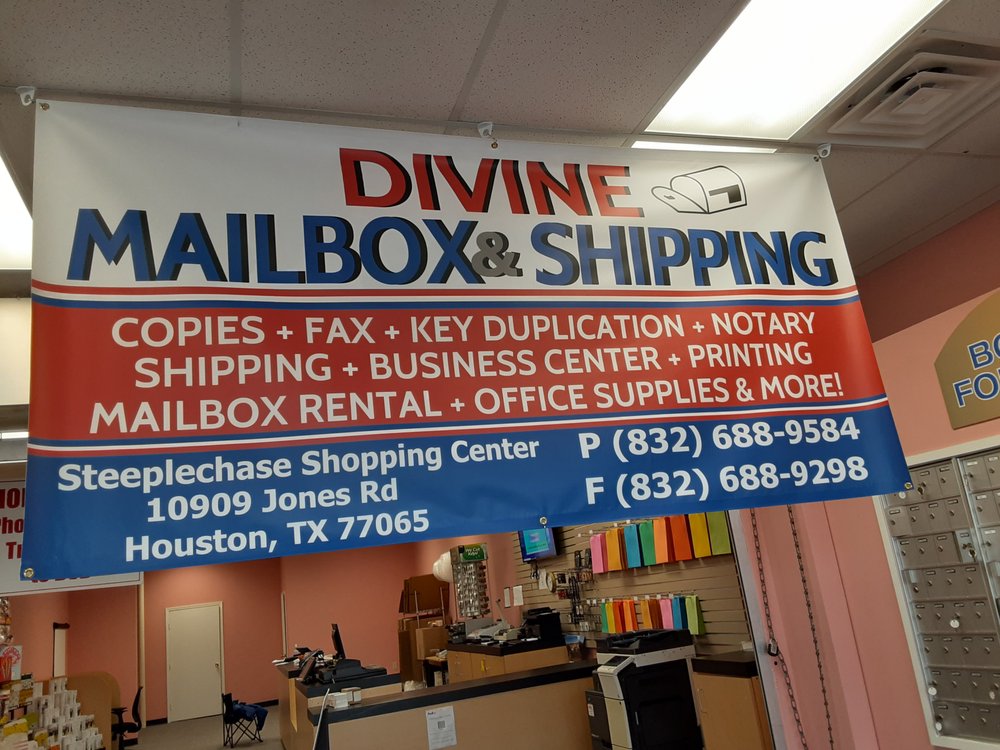 DIVINE
MAILBOX & SHIPPING
COPIES + FAX + KEY DUPLICATION + NOTARY
SHIPPING + BUSINESS CENTER + PRINTING
MAILBOX RENTAL + OFFICE SUPPLIES & MORE!
Steeplechase Shopping Center
10909 Jones Rd
Houston, TX 77065
P (832) 688-9584
F (832) 688-9298